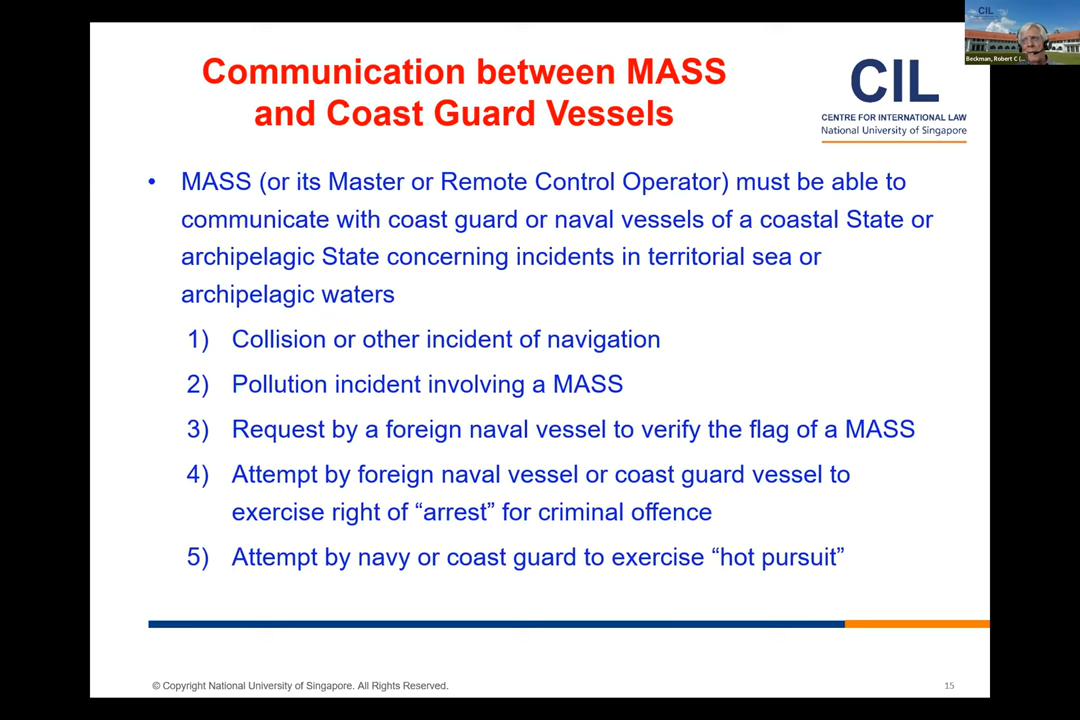 CIL
Beckman, Robert C (...
Communication between MASS
and Coast Guard Vessels
CIL
CENTRE FOR INTERNATIONAL LAW
National University of Singapore
• MASS (or its Master or Remote Control Operator) must be able to
communicate with coast guard or naval vessels of a coastal State or
archipelagic State concerning incidents in territorial sea or
archipelagic waters
1) Collision or other incident of navigation
2) Pollution incident involving a MASS
3) Request by a foreign naval vessel to verify the flag of a MASS
4) Attempt by foreign naval vessel or coast guard vessel to
exercise right of “arrest” for criminal offence
5) Attempt by navy or coast guard to exercise “hot pursuit”
© Copyright National University of Singapore. All Rights Reserved.
15